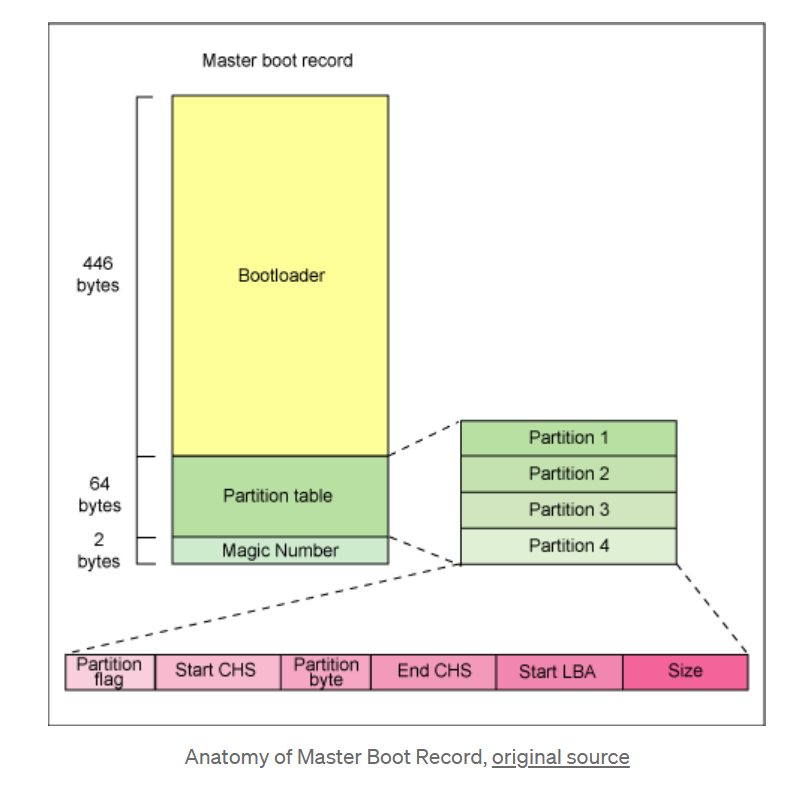 Master boot record
446
bytes
Bootloader
64
bytes
Partition table
2
bytes
Magic Number
Partition 1
Partition 2
Partition 3
Partition 4
Partition
flag
Start CHS
Partition
byte
End CHS
Start LBA
Size
Anatomy of Master Boot Record, original source